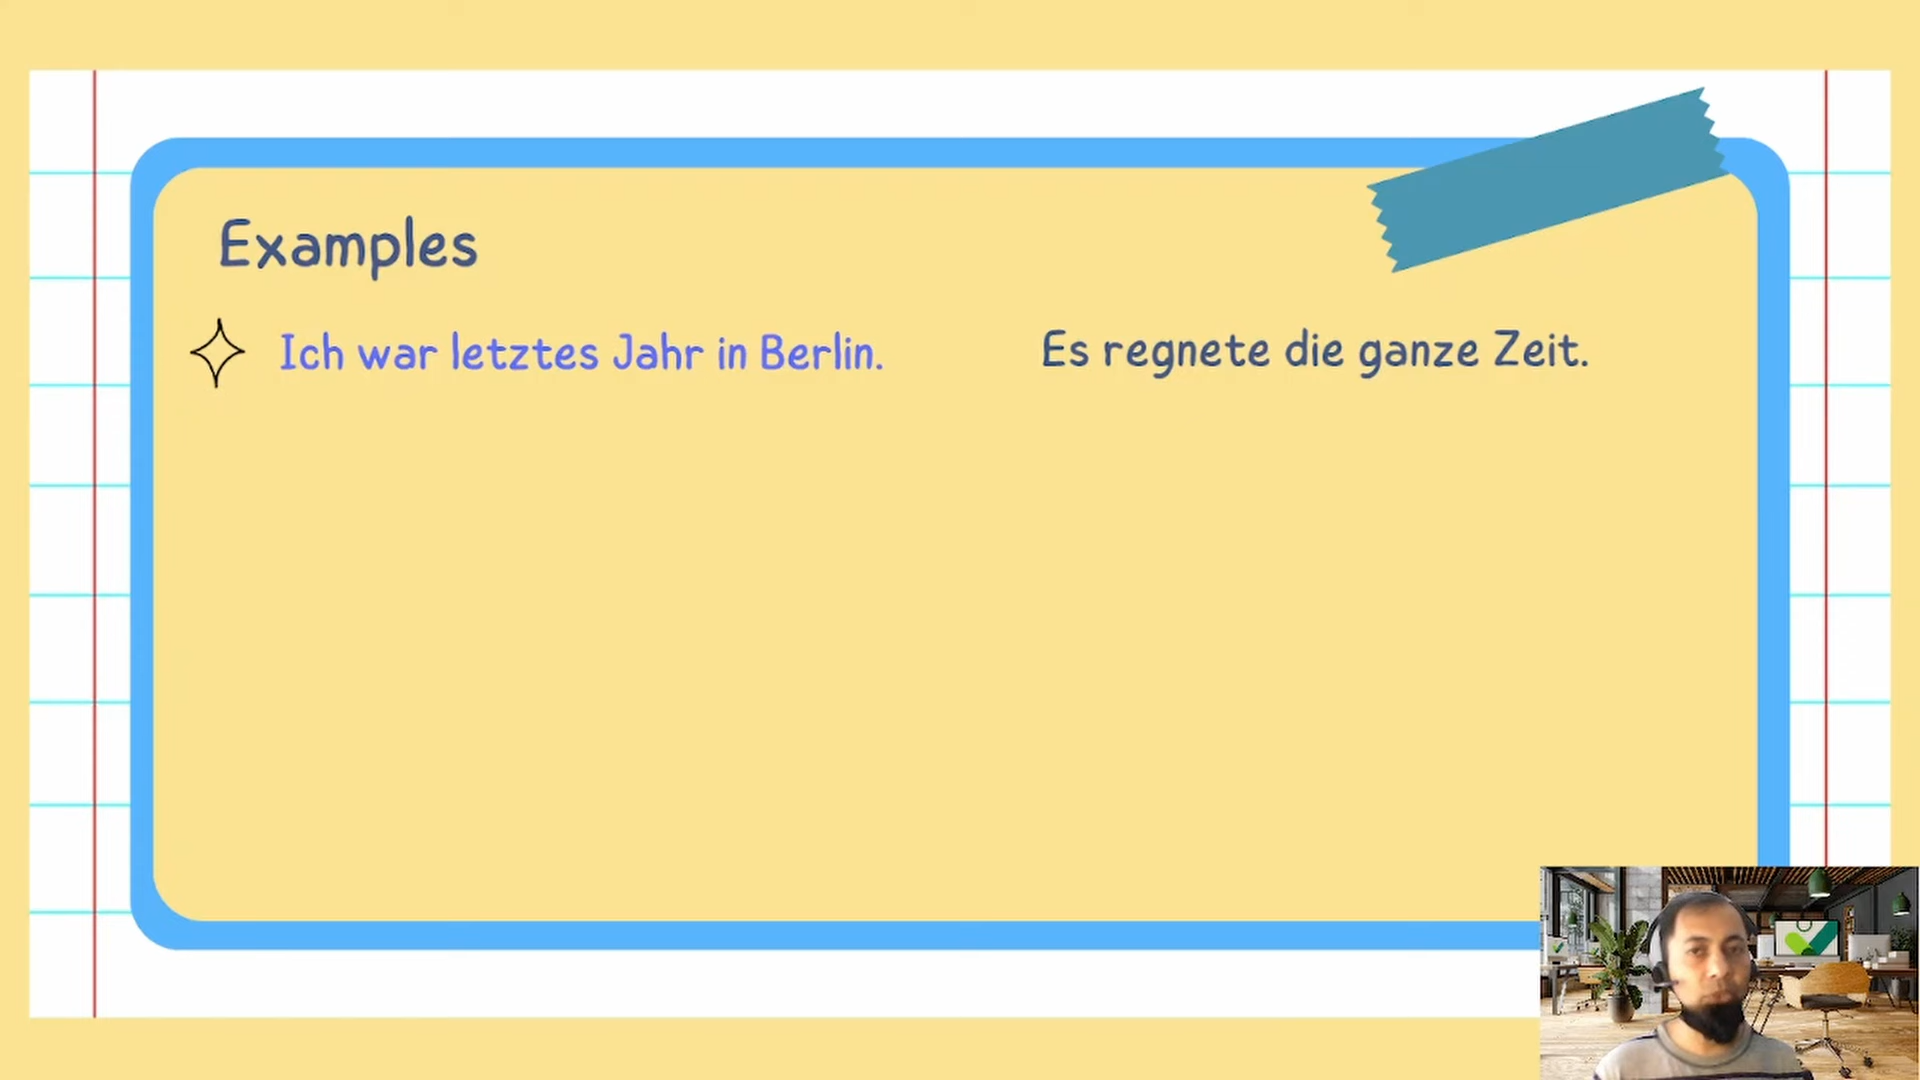 Examples
Ich war letztes Jahr in Berlin.
Es regnete die ganze Zeit.